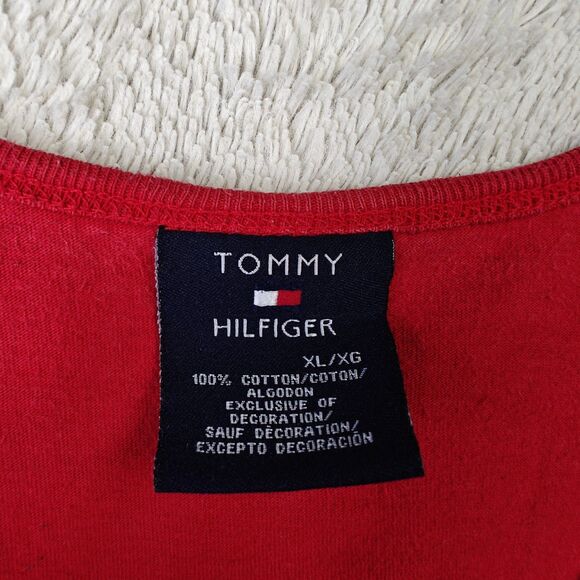 TOMMY
HILFIGER
XL/XG
100% COTTON/COTON/
ALGODON
EXCLUSIVE OF
DECORATION/
SAUF DÉCORATION/
EXCEPTO DECORACIÓN